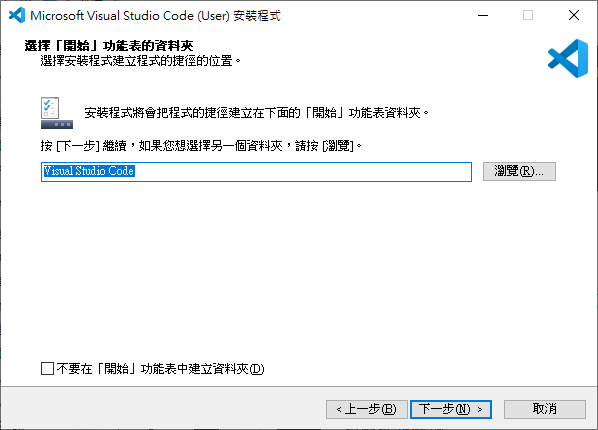 Microsoft Visual Studio Code (User) 安裝程式
選擇「開始」功能表的資料夾
選擇安裝程式建立程式的捷徑的位置。
安裝程式將會把程式的捷徑建立在下面的「開始」功能表資料夾。
按 [下一步] 繼續，如果您想選擇另一個資料夾，請按 [瀏覽]。
Visual Studio Code
瀏覽(R)...
不要在「開始」功能表中建立資料夾(D)
< 上一步(B)
下一步(N) >
取消